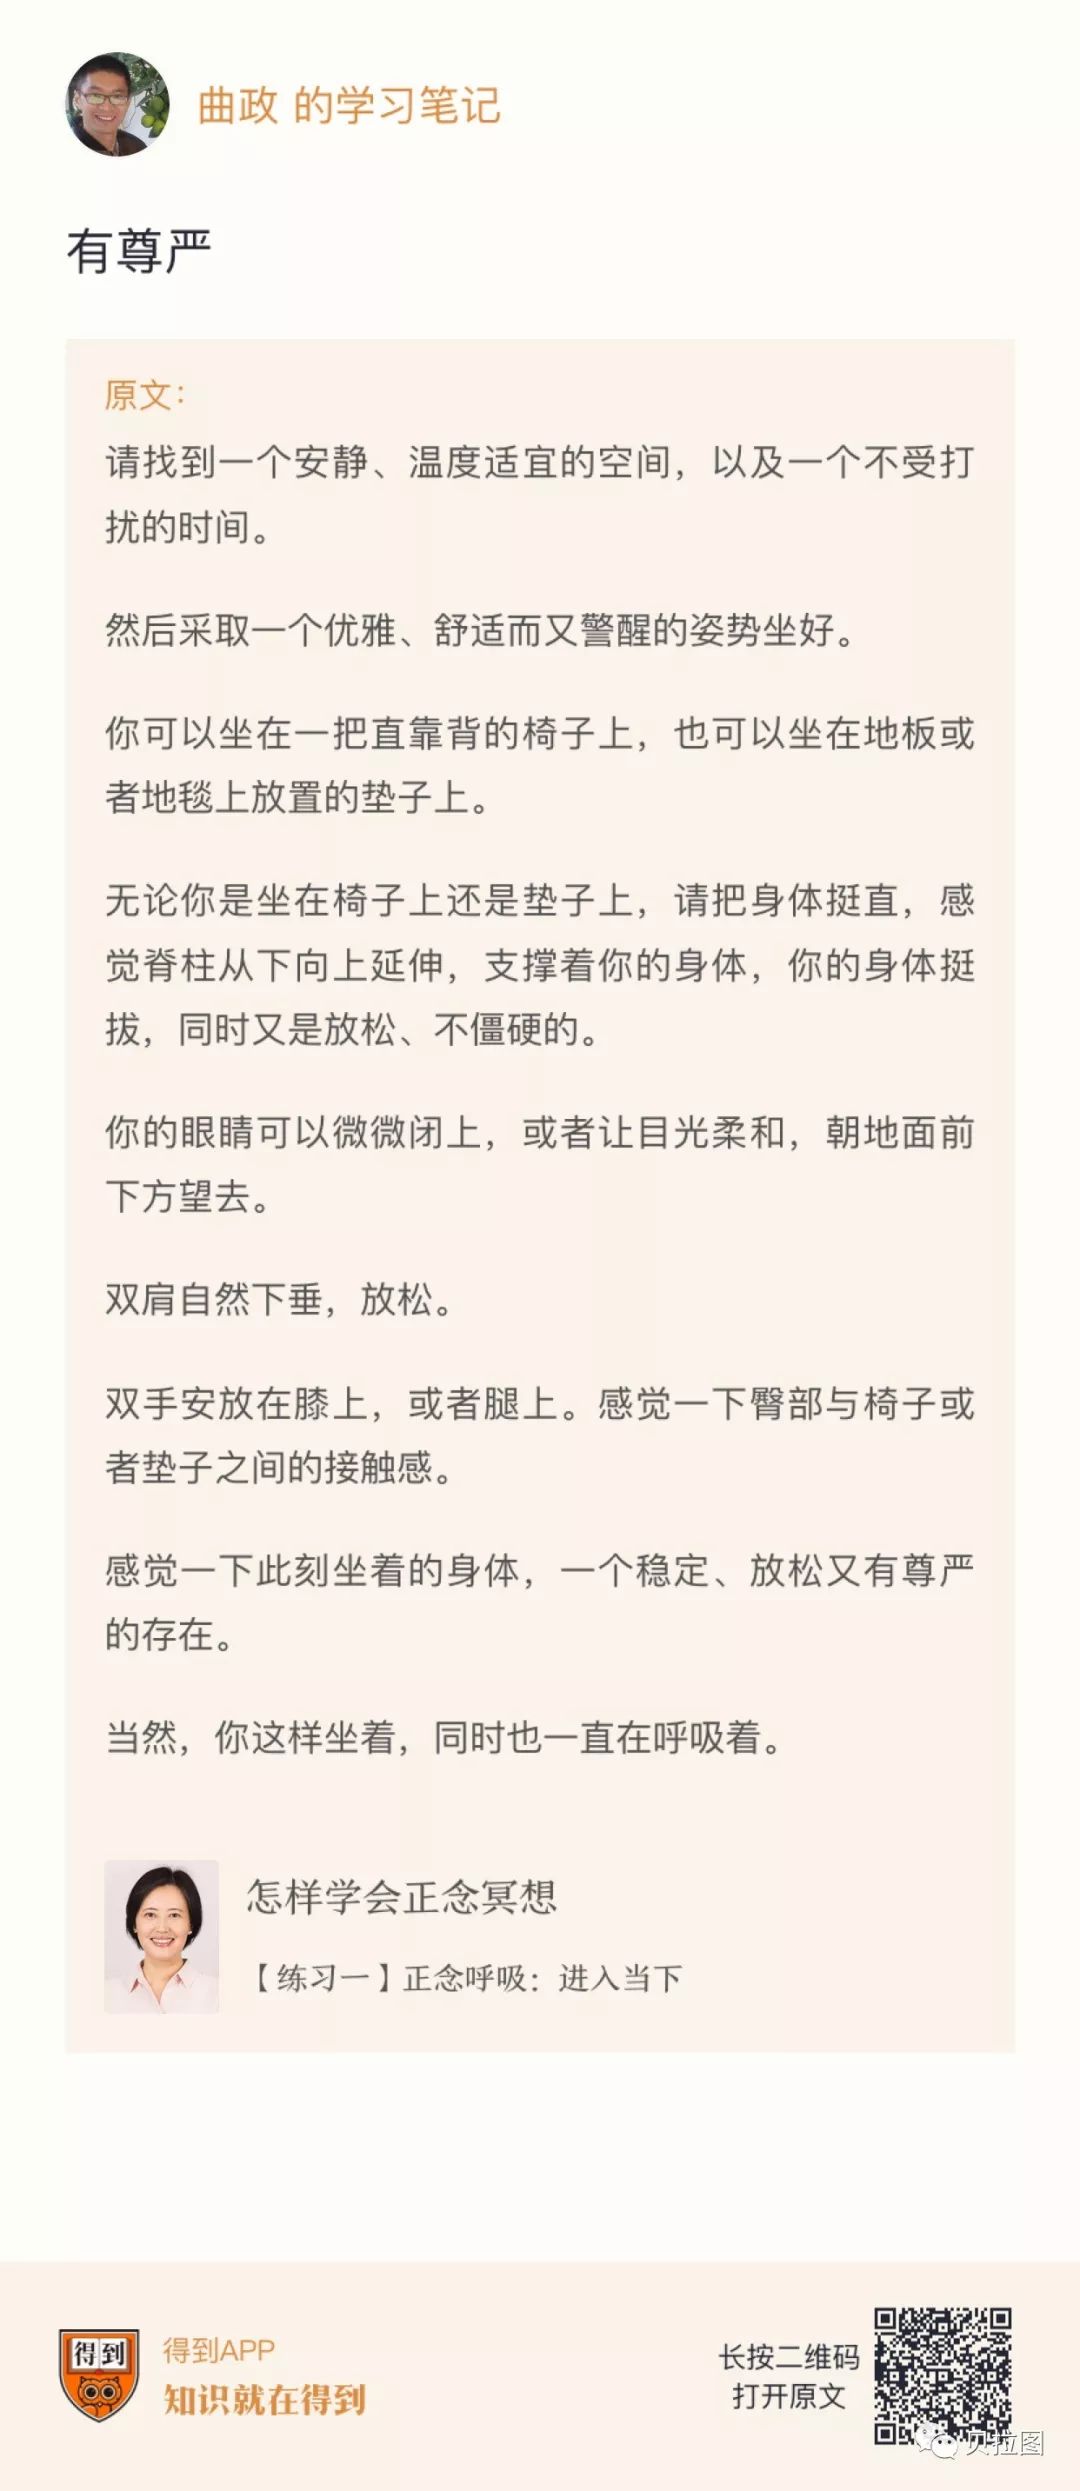 曲政 的学习笔记
有尊严
原文：
请找到一个安静、温度适宜的空间，以及一个不受打
扰的时间。
然后采取一个优雅、舒适而又警醒的姿势坐好。
你可以坐在一把直靠背的椅子上，也可以坐在地板或
者地毯上放置的垫子上。
无论你是坐在椅子上还是垫子上，请把身体挺直，感
觉脊柱从下向上延伸，支撑着你的身体，你的身体挺
拔，同时又是放松、不僵硬的。
你的眼睛可以微微闭上，或者让目光柔和，朝地面前
下方望去。
双肩自然下垂，放松。
双手安放在膝上，或者腿上。感觉一下臀部与椅子或
者垫子之间的接触感。
感觉一下此刻坐着的身体，一个稳定、放松又有尊严
的存在。
当然，你这样坐着，同时也一直在呼吸着。
怎样学会正念冥想
【练习一】正念呼吸：进入当下
得到
得到APP
知识就在得到
长按二维码
打开原文
贝拉图